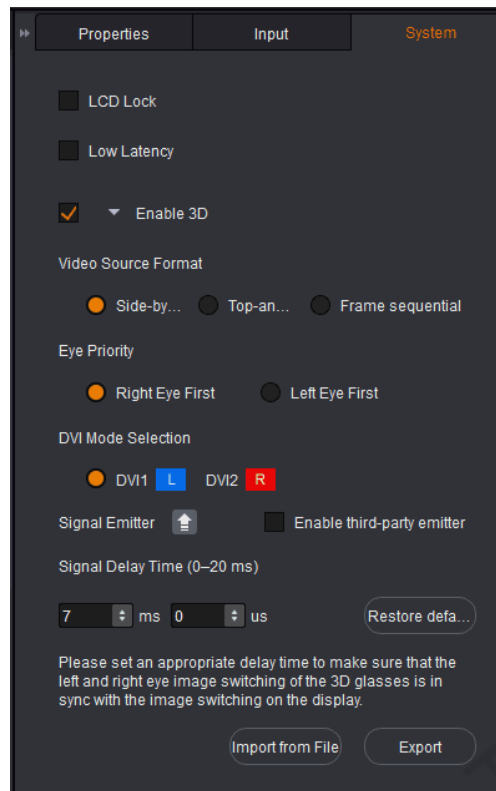 Properties Input System
LCD Lock
Low Latency
Enable 3D
Video Source Format
Side-by... Top-an... Frame sequential
Eye Priority
Right Eye First Left Eye First
DVI Mode Selection
DVI1 L DVI2 R
Signal Emitter Enable third-party emitter
Signal Delay Time (0–20 ms)
7 ms 0 us Restore defa...
Please set an appropriate delay time to make sure that the
left and right eye image switching of the 3D glasses is in
sync with the image switching on the display.
Import from File Export